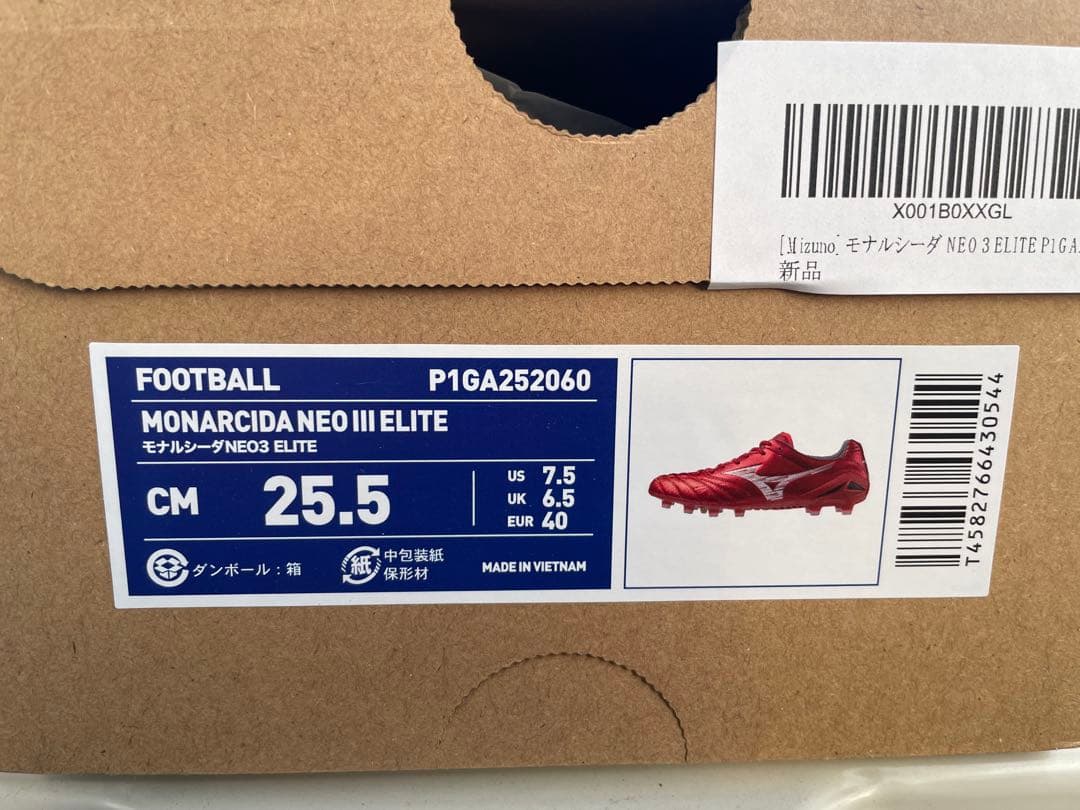 X001B0XXGL
[Mizuno] モナルシーダ NEO 3 ELITE P1GA
新品
FOOTBALL P1GA252060
MONARCIDA NEO III ELITE
モナルシーダNEO3 ELITE
CM 25.5
US 7.5
UK 6.5
EUR 40
ダンボール：箱
紙 中包装紙
保形材
MADE IN VIETNAM
T4582766430544